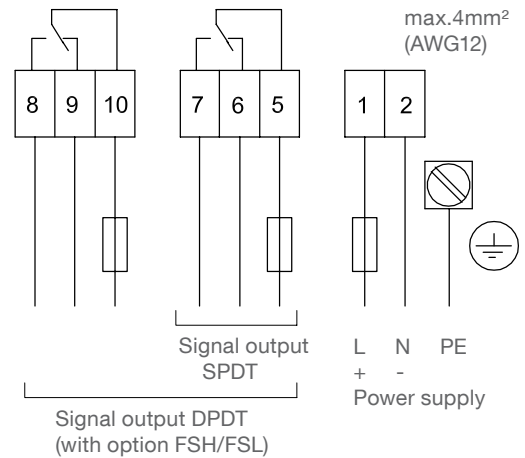 max.4mm²
(AWG12)
8 9 10 7 6 5 1 2
Signal output
SPDT
L N PE
+ -
Power supply
Signal output DPDT
(with option FSH/FSL)